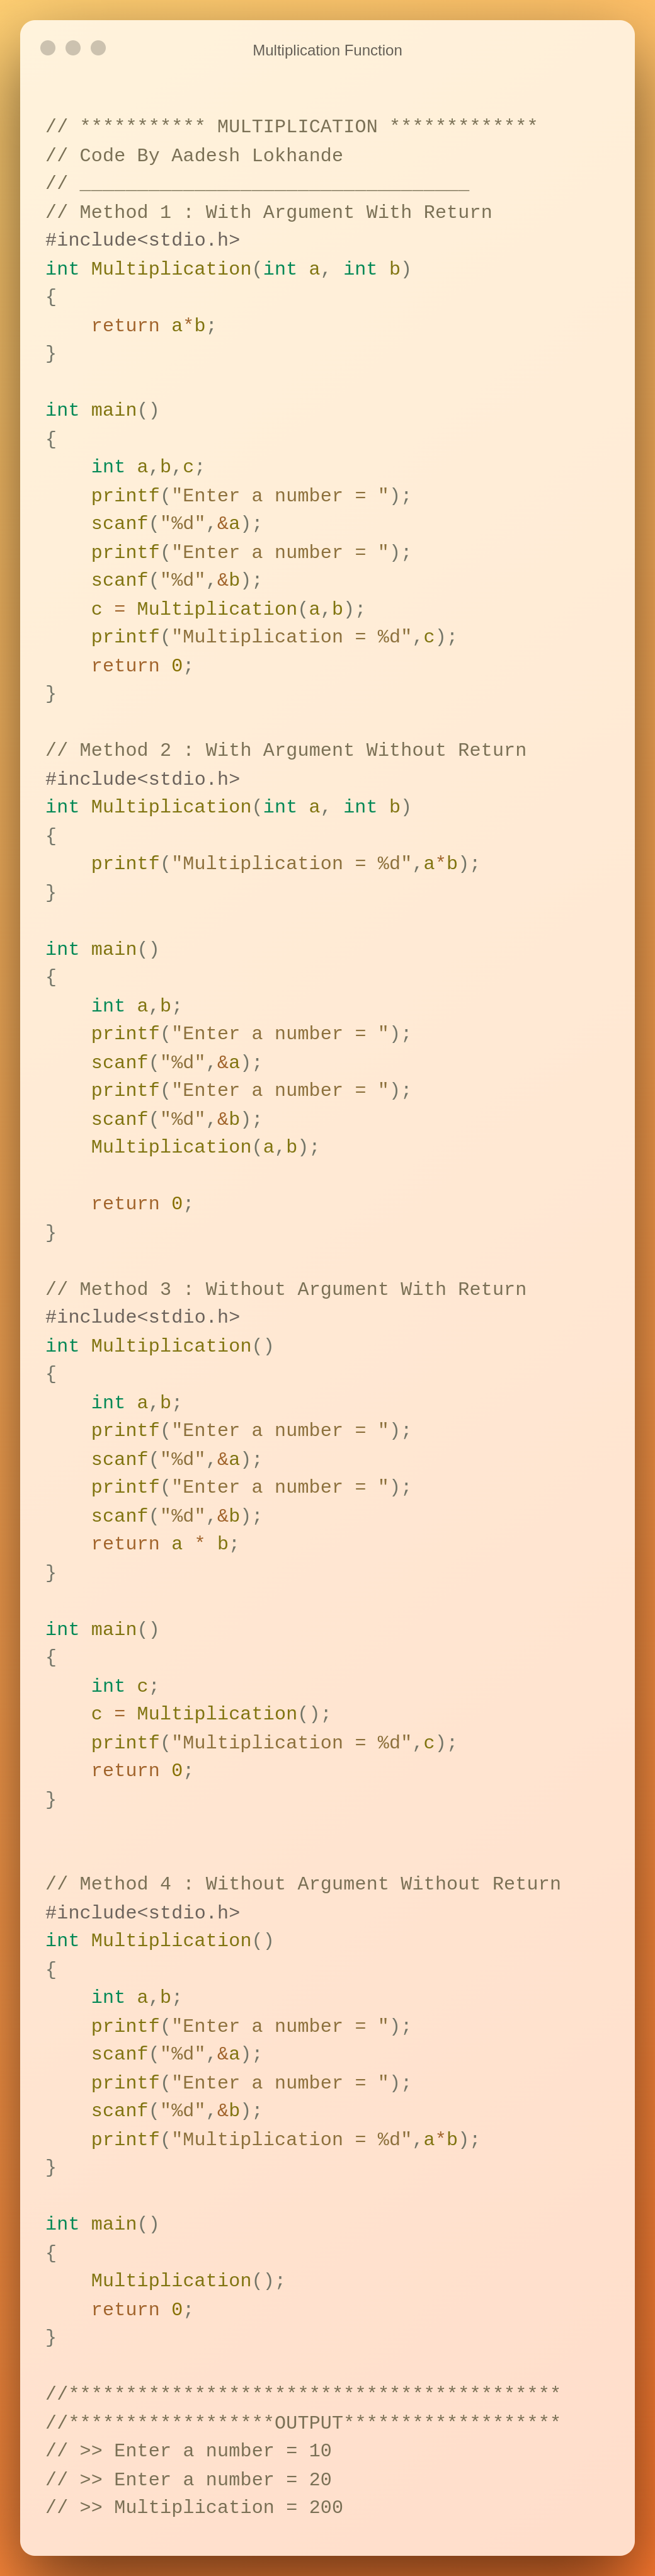 Multiplication Function
// *********** MULTIPLICATION *************
// Code By Aadesh Lokhande
// __________________________________
// Method 1 : With Argument With Return
#include<stdio.h>
int Multiplication(int a, int b)
{
    return a*b;
}

int main()
{
    int a,b,c;
    printf("Enter a number = ");
    scanf("%d",&a);
    printf("Enter a number = ");
    scanf("%d",&b);
    c = Multiplication(a,b);
    printf("Multiplication = %d",c);
    return 0;
}

// Method 2 : With Argument Without Return
#include<stdio.h>
int Multiplication(int a, int b)
{
    printf("Multiplication = %d",a*b);
}

int main()
{
    int a,b;
    printf("Enter a number = ");
    scanf("%d",&a);
    printf("Enter a number = ");
    scanf("%d",&b);
    Multiplication(a,b);

    return 0;
}

// Method 3 : Without Argument With Return
#include<stdio.h>
int Multiplication()
{
    int a,b;
    printf("Enter a number = ");
    scanf("%d",&a);
    printf("Enter a number = ");
    scanf("%d",&b);
    return a * b;
}

int main()
{
    int c;
    c = Multiplication();
    printf("Multiplication = %d",c);
    return 0;
}


// Method 4 : Without Argument Without Return
#include<stdio.h>
int Multiplication()
{
    int a,b;
    printf("Enter a number = ");
    scanf("%d",&a);
    printf("Enter a number = ");
    scanf("%d",&b);
    printf("Multiplication = %d",a*b);
}

int main()
{
    Multiplication();
    return 0;
}

//*******************************************
//******************OUTPUT*******************
// >> Enter a number = 10
// >> Enter a number = 20
// >> Multiplication = 200